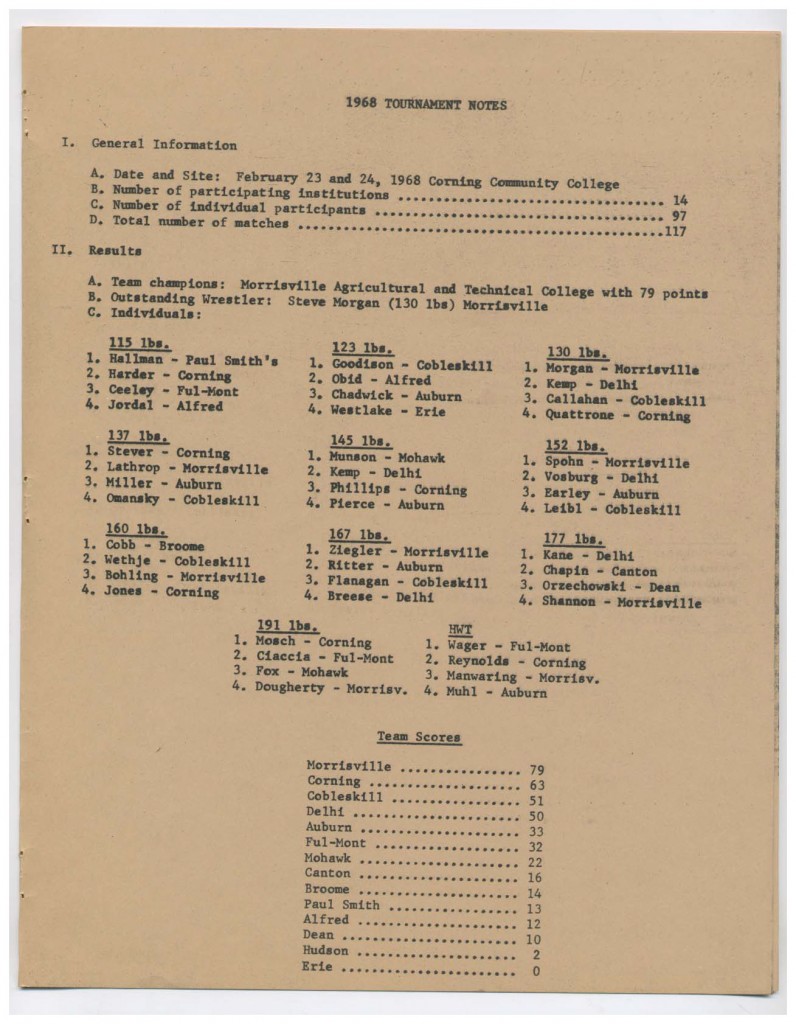 1968 TOURNAMENT NOTES
I. General Information
A. Date and Site: February 23 and 24, 1968 Corning Community College
B. Number of participating institutions .................................. 14
C. Number of individual participants ..................................... 97
D. Total number of matches ...............................................117
II. Results
A. Team champions: Morrisville Agricultural and Technical College with 79 points
B. Outstanding Wrestler: Steve Morgan (130 lbs) Morrisville
C. Individuals:
115 lbs.
1. Hallman - Paul Smith's
2. Harder - Corning
3. Ceeley - Ful-Mont
4. Jordal - Alfred
123 lbs.
1. Goodison - Cobleskill
2. Obid - Alfred
3. Chadwick - Auburn
4. Westlake - Erie
130 lbs.
1. Morgan - Morrisville
2. Kemp - Delhi
3. Callahan - Cobleskill
4. Quattrone - Corning
137 lbs.
1. Stever - Corning
2. Lathrop - Morrisville
3. Miller - Auburn
4. Omansky - Cobleskill
145 lbs.
1. Munson - Mohawk
2. Kemp - Delhi
3. Phillips - Corning
4. Pierce - Auburn
152 lbs.
1. Spohn - Morrisville
2. Vosburg - Delhi
3. Earley - Auburn
4. Leibl - Cobleskill
160 lbs.
1. Cobb - Broome
2. Wethje - Cobleskill
3. Bohling - Morrisville
4. Jones - Corning
167 lbs.
1. Ziegler - Morrisville
2. Ritter - Auburn
3. Flanagan - Cobleskill
4. Breese - Delhi
177 lbs.
1. Kane - Delhi
2. Chapin - Canton
3. Orzechowski - Dean
4. Shannon - Morrisville
191 lbs.
1. Mosch - Corning
2. Ciaccia - Ful-Mont
3. Fox - Mohawk
4. Dougherty - Morrisv.
HWT
1. Wager - Ful-Mont
2. Reynolds - Corning
3. Manwaring - Morrisv.
4. Muhl - Auburn
Team Scores
Morrisville ................ 79
Corning .................... 63
Cobleskill ................. 51
Delhi ...................... 50
Auburn ..................... 33
Ful-Mont ................... 32
Mohawk ..................... 22
Canton ..................... 16
Broome ..................... 14
Paul Smith ................. 13
Alfred ..................... 12
Dean ....................... 10
Hudson ..................... 2
Erie ....................... 0